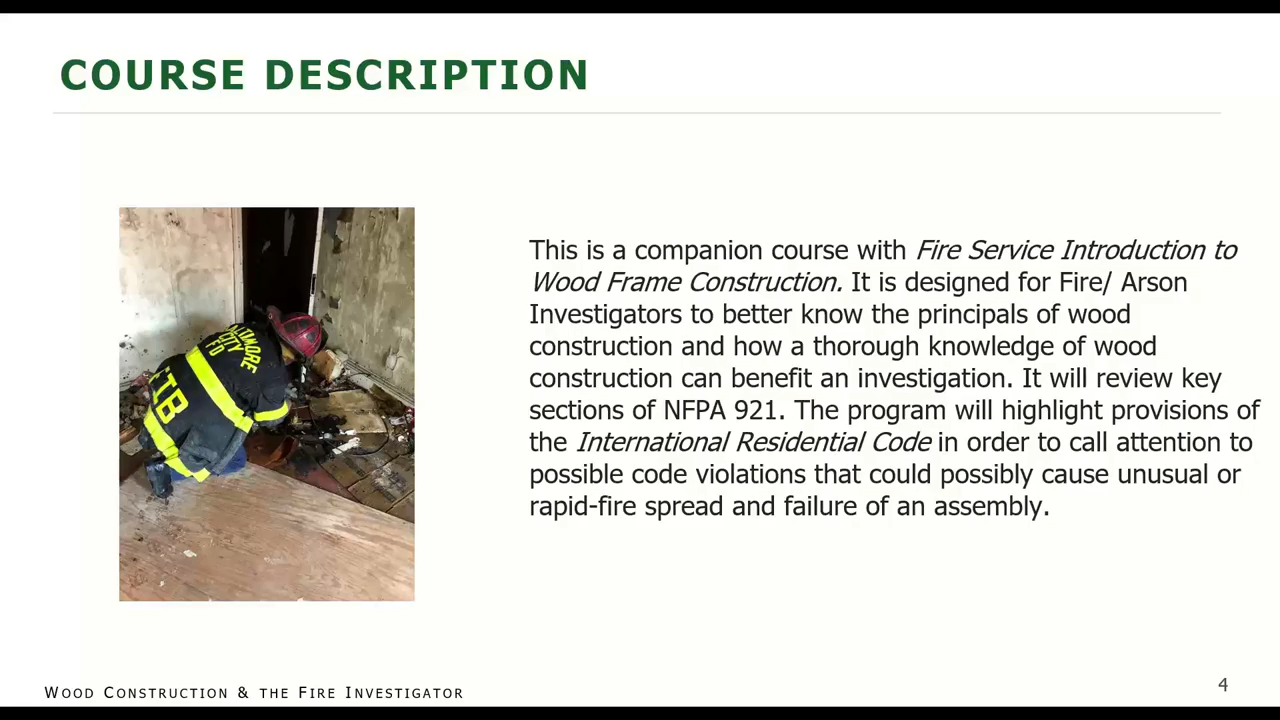 COURSE DESCRIPTION
BALTIMORE
CITY
FD
FIB
This is a companion course with Fire Service Introduction to
Wood Frame Construction. It is designed for Fire/ Arson
Investigators to better know the principals of wood
construction and how a thorough knowledge of wood
construction can benefit an investigation. It will review key
sections of NFPA 921. The program will highlight provisions of
the International Residential Code in order to call attention to
possible code violations that could possibly cause unusual or
rapid-fire spread and failure of an assembly.
WOOD CONSTRUCTION & THE FIRE INVESTIGATOR
4